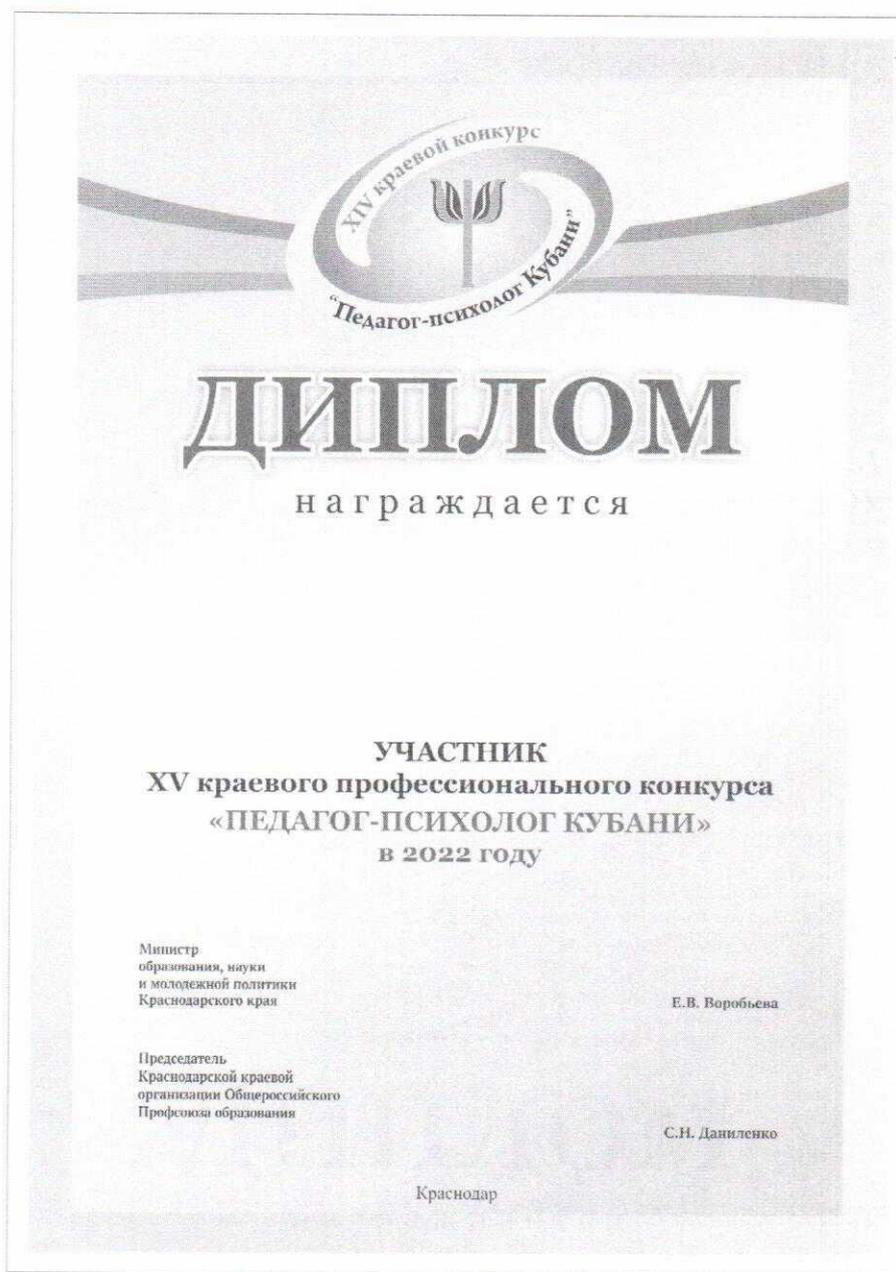 XIV краевой конкурс
“Педагог-психолог Кубани”
ДИПЛОМ
награждается
УЧАСТНИК
XV краевого профессионального конкурса
«ПЕДАГОГ-ПСИХОЛОГ КУБАНИ»
в 2022 году
Министр
образования, науки
и молодежной политики
Краснодарского края
Е.В. Воробьева
Председатель
Краснодарской краевой
организации Общероссийского
Профсоюза образования
С.Н. Даниленко
Краснодар